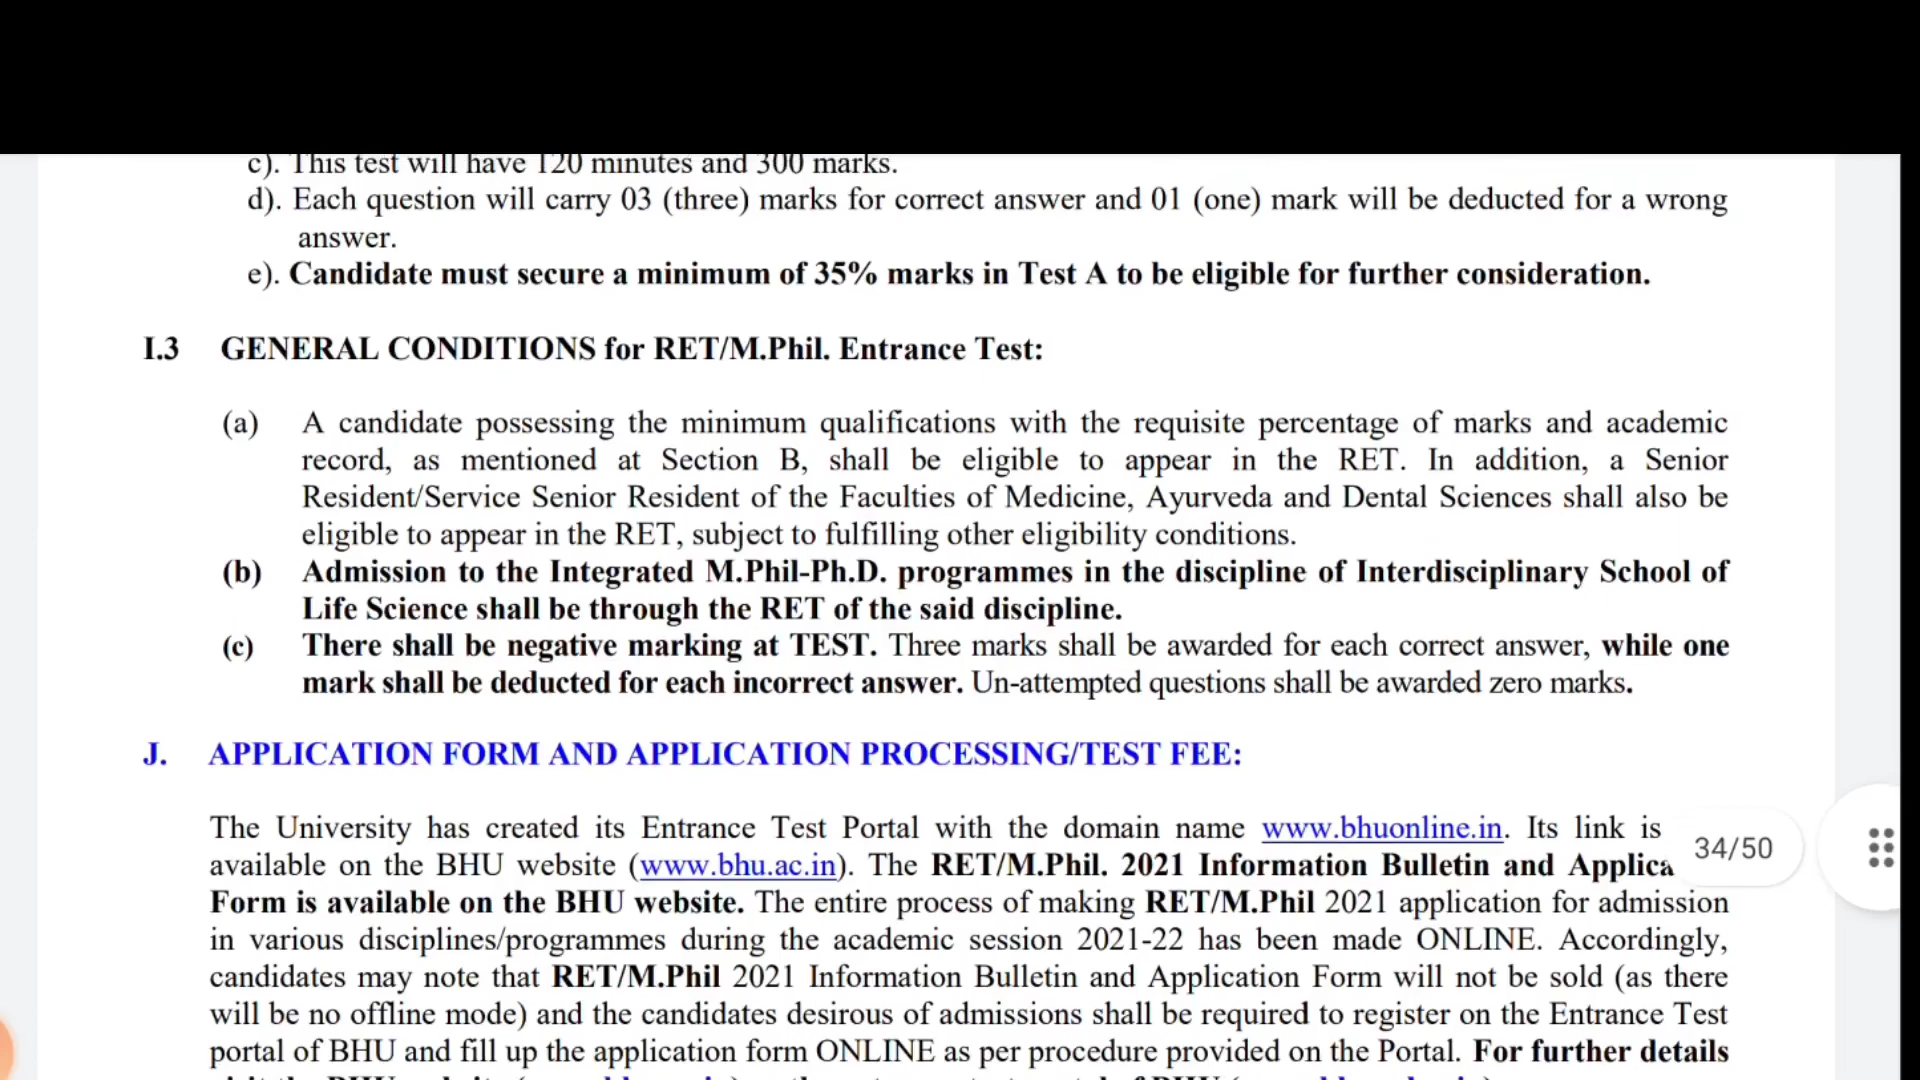 c). This test will have 120 minutes and 300 marks.
d). Each question will carry 03 (three) marks for correct answer and 01 (one) mark will be deducted for a wrong
answer.
e). Candidate must secure a minimum of 35% marks in Test A to be eligible for further consideration.
I.3 GENERAL CONDITIONS for RET/M.Phil. Entrance Test:
(a) A candidate possessing the minimum qualifications with the requisite percentage of marks and academic
record, as mentioned at Section B, shall be eligible to appear in the RET. In addition, a Senior
Resident/Service Senior Resident of the Faculties of Medicine, Ayurveda and Dental Sciences shall also be
eligible to appear in the RET, subject to fulfilling other eligibility conditions.
(b) Admission to the Integrated M.Phil-Ph.D. programmes in the discipline of Interdisciplinary School of
Life Science shall be through the RET of the said discipline.
(c) There shall be negative marking at TEST. Three marks shall be awarded for each correct answer, while one
mark shall be deducted for each incorrect answer. Un-attempted questions shall be awarded zero marks.
J. APPLICATION FORM AND APPLICATION PROCESSING/TEST FEE:
The University has created its Entrance Test Portal with the domain name www.bhuonline.in. Its link is
34/50
available on the BHU website (www.bhu.ac.in). The RET/M.Phil. 2021 Information Bulletin and Applica
Form is available on the BHU website. The entire process of making RET/M.Phil 2021 application for admission
in various disciplines/programmes during the academic session 2021-22 has been made ONLINE. Accordingly,
candidates may note that RET/M.Phil 2021 Information Bulletin and Application Form will not be sold (as there
will be no offline mode) and the candidates desirous of admissions shall be required to register on the Entrance Test
portal of BHU and fill up the application form ONLINE as per procedure provided on the Portal. For further details